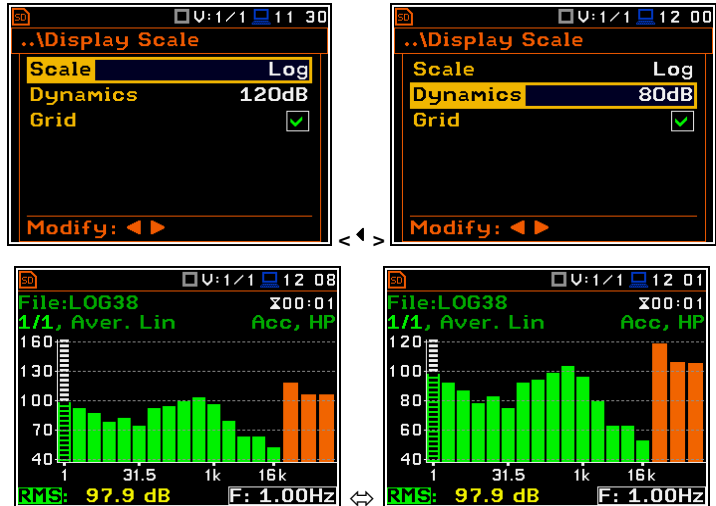 SD V:1/1 11 30
..\Display Scale
Scale Log
Dynamics 120dB
Grid
Modify:
< >
SD V:1/1 12 00
..\Display Scale
Scale Log
Dynamics 80dB
Grid
Modify:
SD V:1/1 12 08
File:LOG38 00:01
1/1, Aver. Lin Acc, HP
160
130
100
70
40
1 31.5 1k 16k
RMS: 97.9 dB F: 1.00Hz
SD V:1/1 12 01
File:LOG38 00:01
1/1, Aver. Lin Acc, HP
120
100
80
60
40
1 31.5 1k 16k
RMS: 97.9 dB F: 1.00Hz